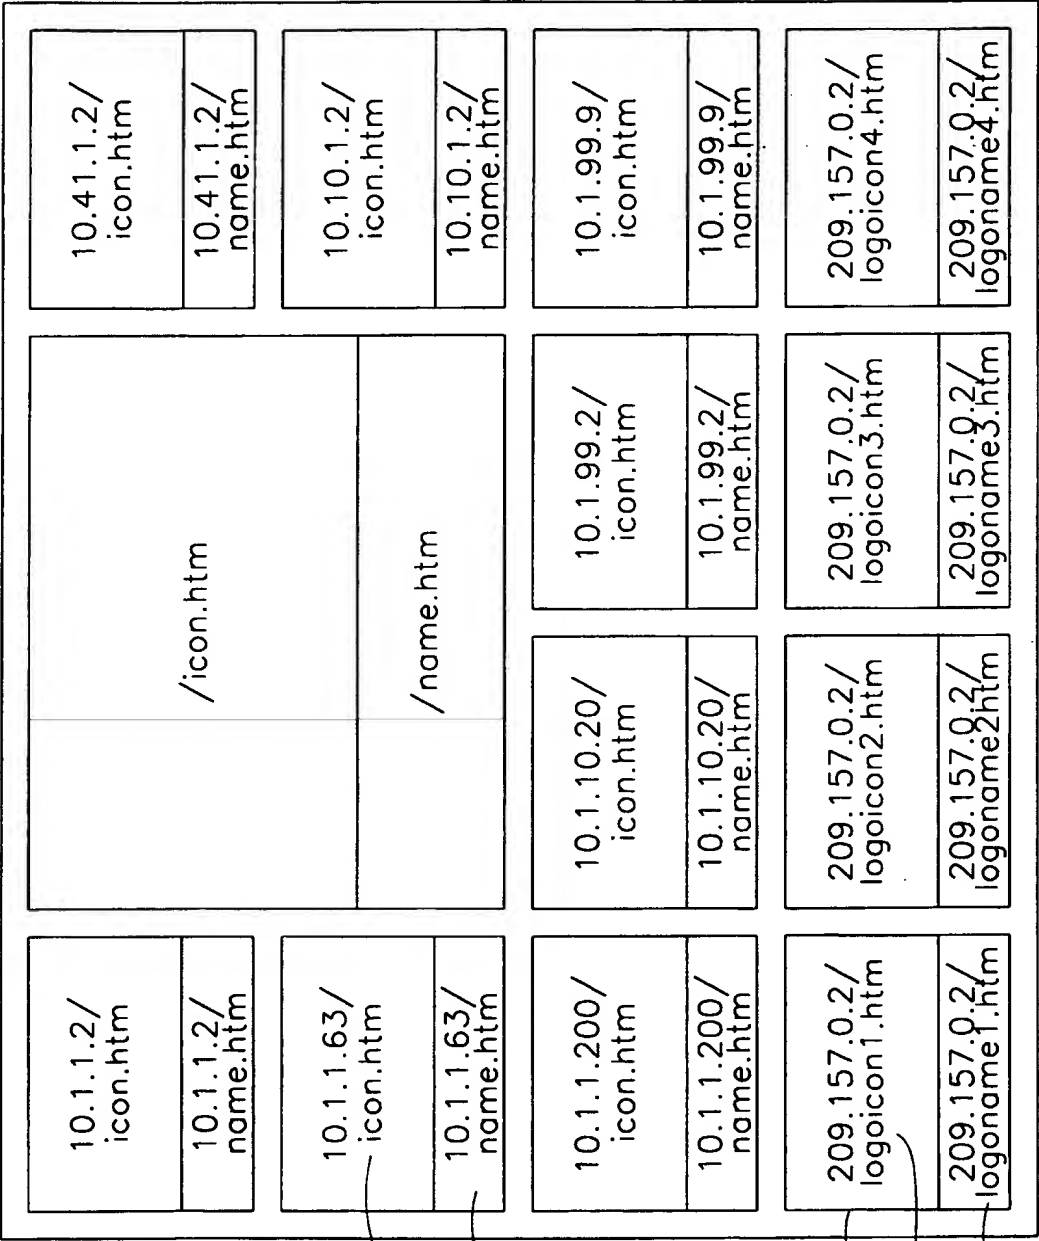 10.1.1.2/
icon.htm
10.1.1.2/
name.htm
/icon.htm
/name.htm
10.41.1.2/
icon.htm
10.41.1.2/
name.htm
10.1.1.63/
icon.htm
10.1.1.63/
name.htm
10.10.1.2/
icon.htm
10.10.1.2/
name.htm
10.1.1.200/
icon.htm
10.1.1.200/
name.htm
10.1.10.20/
icon.htm
10.1.10.20/
name.htm
10.1.99.2/
icon.htm
10.1.99.2/
name.htm
10.1.99.9/
icon.htm
10.1.99.9/
name.htm
209.157.0.2/
logoicon1.htm
209.157.0.2/
logoname1.htm
209.157.0.2/
logoicon2.htm
209.157.0.2/
logoname2htm
209.157.0.2/
logoicon3.htm
209.157.0.2/
logoname3.htm
209.157.0.2/
logoicon4.htm
209.157.0.2/
logoname4.htm